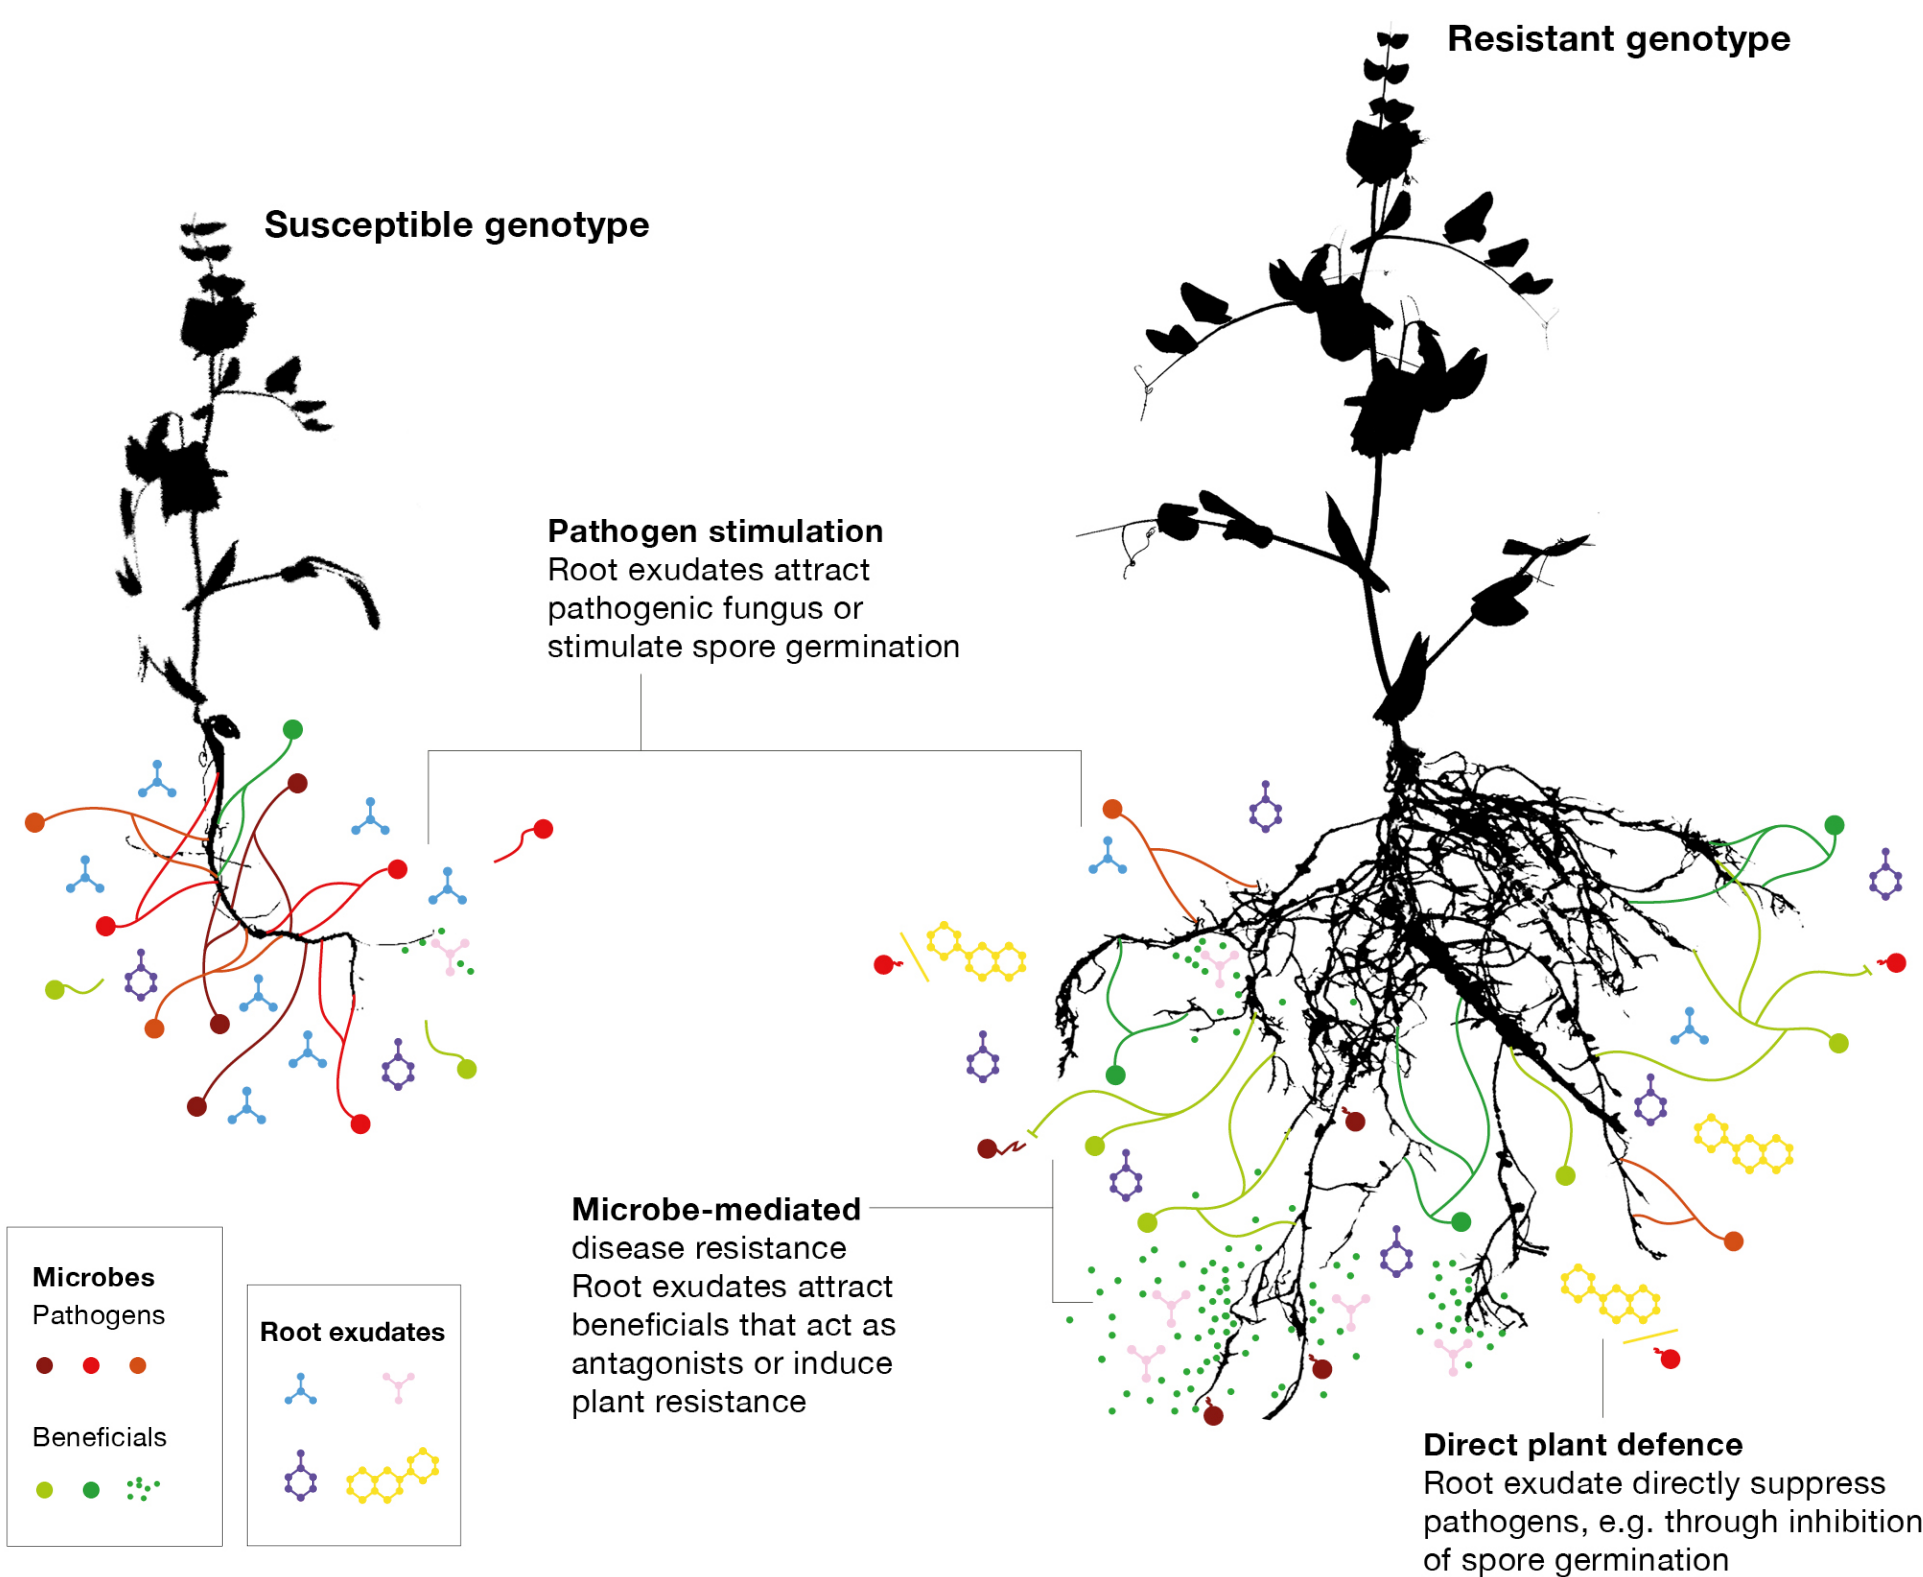 Resistant genotype
Susceptible genotype
Pathogen stimulation
Root exudates attract
pathogenic fungus or
stimulate spore germination
Microbe-mediated
disease resistance
Root exudates attract
beneficials that act as
antagonists or induce
plant resistance
Microbes
Pathogens
Beneficials
Root exudates
Direct plant defence
Root exudate directly suppress
pathogens, e.g. through inhibition
of spore germination